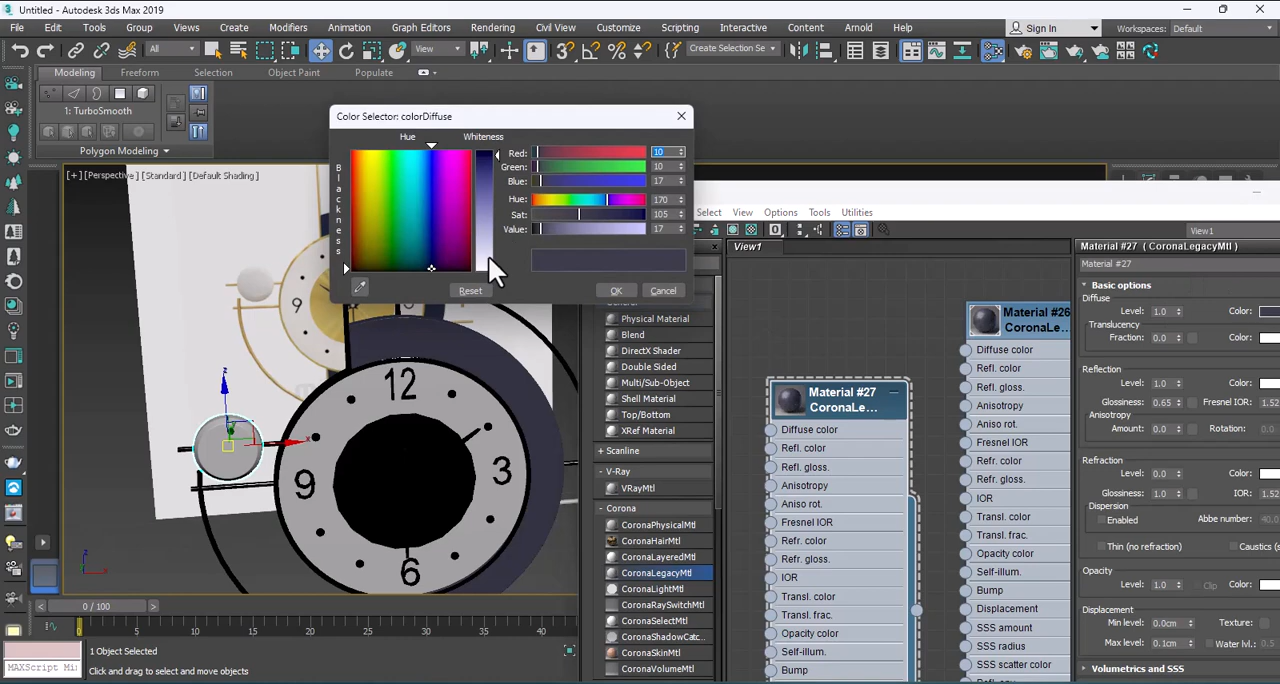 Untitled - Autodesk 3ds Max 2019
File Edit Tools Group Views Create Modifiers Animation Graph Editors Rendering Civil View Customize Scripting Interactive Content Arnold Help
Sign In Workspaces: Default
All View Create Selection Se
Modeling Freeform Selection Object Paint Populate
1: TurboSmooth
Polygon Modeling
[+] [Perspective] [Standard] [Default Shading]
12
3
6
9
9
Color Selector: colorDiffuse
Hue Whiteness
Blackness
Red: 10
Green: 10
Blue: 17
Hue: 170
Sat: 105
Value: 17
Reset OK Cancel
Select View Options Tools Utilities
View1
View1
Physical Material
Blend
DirectX Shader
Double Sided
Multi/Sub-Object
Shell Material
Top/Bottom
XRef Material
+ Scanline
- V-Ray
VRayMtl
- Corona
CoronaPhysicalMtl
CoronaHairMtl
CoronaLayeredMtl
CoronaLegacyMtl
CoronaLightMtl
CoronaRaySwitchMtl
CoronaSelectMtl
CoronaShadowCatc...
CoronaSkinMtl
CoronaVolumeMtl
Material #27
CoronaLe...
Diffuse color
Refl. color
Refl. gloss.
Anisotropy
Aniso rot.
Fresnel IOR
Refr. color
Refl. gloss.
IOR
Transl. color
Transl. frac.
Opacity color
Self-illum.
Bump
Material #26
CoronaLe..
Diffuse color
Refl. color
Refl. gloss.
Anisotropy
Aniso rot.
Fresnel IOR
Refr. color
Refl. gloss.
IOR
Transl. color
Transl. frac.
Opacity color
Self-illum.
Bump
Displacement
SSS amount
SSS radius
SSS scatter color
Material #27 ( CoronaLegacyMtl )
Material #27
Basic options
Diffuse
Level: 1.0 Color:
Translucency
Fraction: 0.0 Color:
Reflection
Level: 1.0 Color:
Glossiness: 0.65 Fresnel IOR: 1.52
Anisotropy
Amount: 0.0 Rotation: 0.0
Refraction
Level: 0.0 Color:
Glossiness: 1.0 IOR: 1.52
Dispersion
Enabled Abbe number: 40.0
Thin (no refraction) Caustics (s
Opacity
Level: 1.0 Clip Color:
Displacement
Min level: 0.0cm Texture:
Max level: 0.1cm Water lvl.: 0.5
Volumetrics and SSS
0 / 100
0 5 10 15 20 25 30 35 40
1 Object Selected
MAXScript Mi
Click and drag to select and move objects